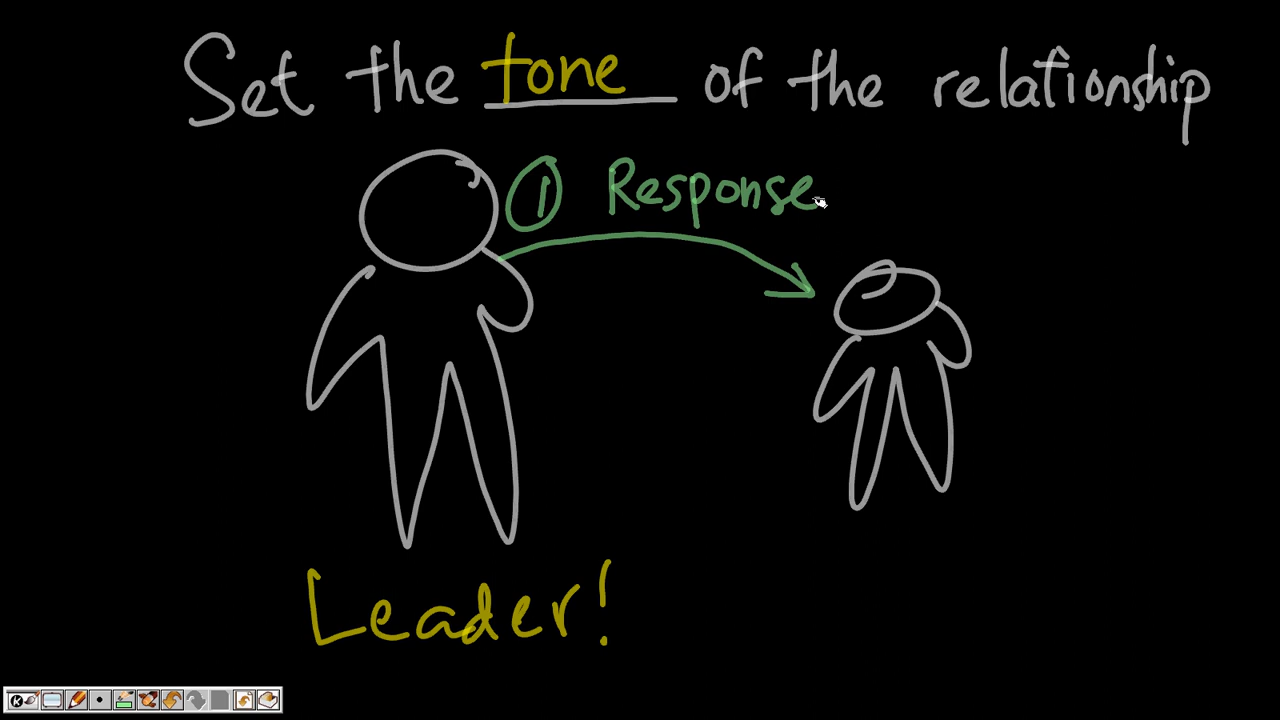 Set the tone of the relationship
① Response
Leader!